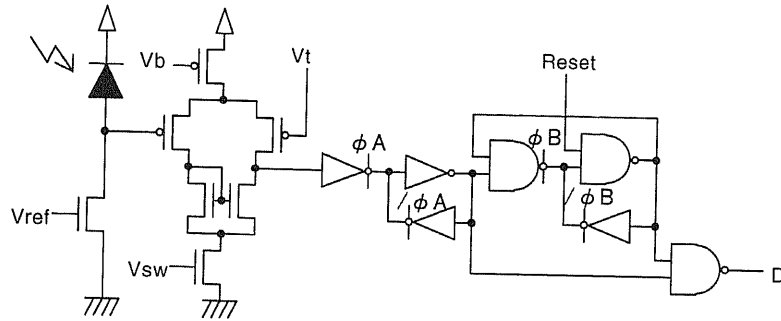 Vb
Vt
Reset
φA
φB
/φA
/φB
Vref
Vsw
D